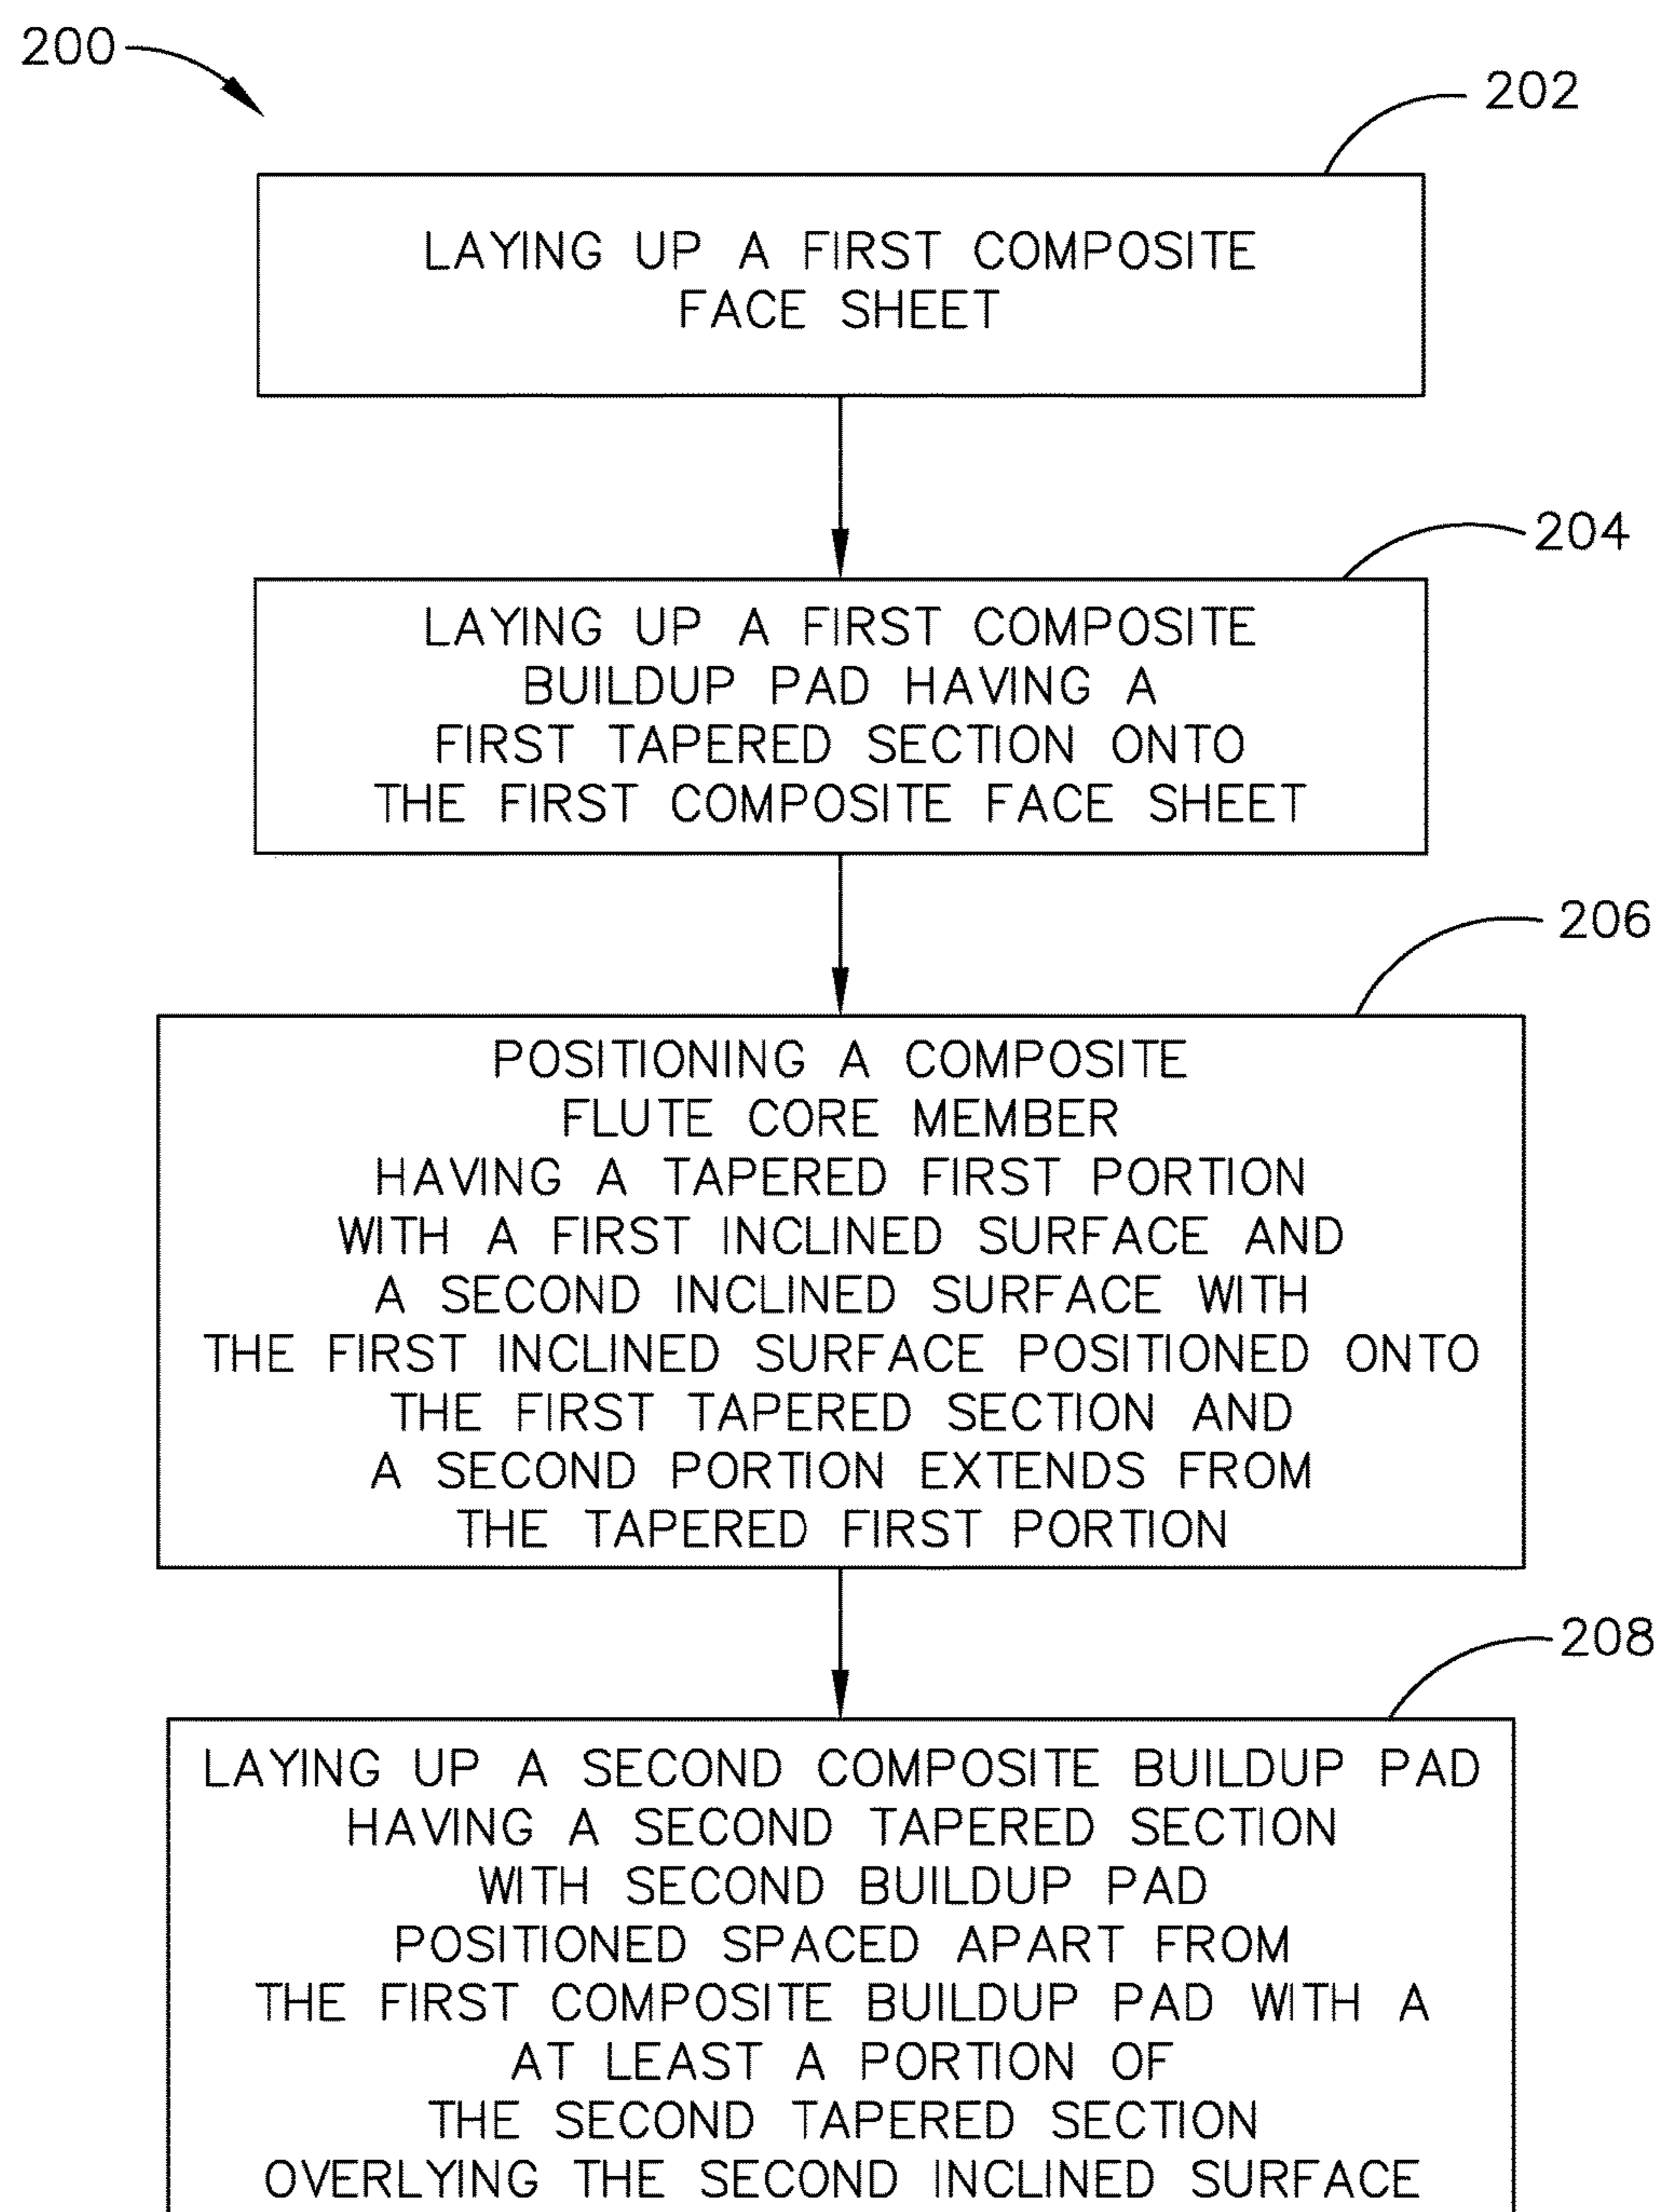 200
202
LAYING UP A FIRST COMPOSITE
FACE SHEET
204
LAYING UP A FIRST COMPOSITE
BUILDUP PAD HAVING A
FIRST TAPERED SECTION ONTO
THE FIRST COMPOSITE FACE SHEET
206
POSITIONING A COMPOSITE
FLUTE CORE MEMBER
HAVING A TAPERED FIRST PORTION
WITH A FIRST INCLINED SURFACE AND
A SECOND INCLINED SURFACE WITH
THE FIRST INCLINED SURFACE POSITIONED ONTO
THE FIRST TAPERED SECTION AND
A SECOND PORTION EXTENDS FROM
THE TAPERED FIRST PORTION
208
LAYING UP A SECOND COMPOSITE BUILDUP PAD
HAVING A SECOND TAPERED SECTION
WITH SECOND BUILDUP PAD
POSITIONED SPACED APART FROM
THE FIRST COMPOSITE BUILDUP PAD WITH A
AT LEAST A PORTION OF
THE SECOND TAPERED SECTION
OVERLYING THE SECOND INCLINED SURFACE